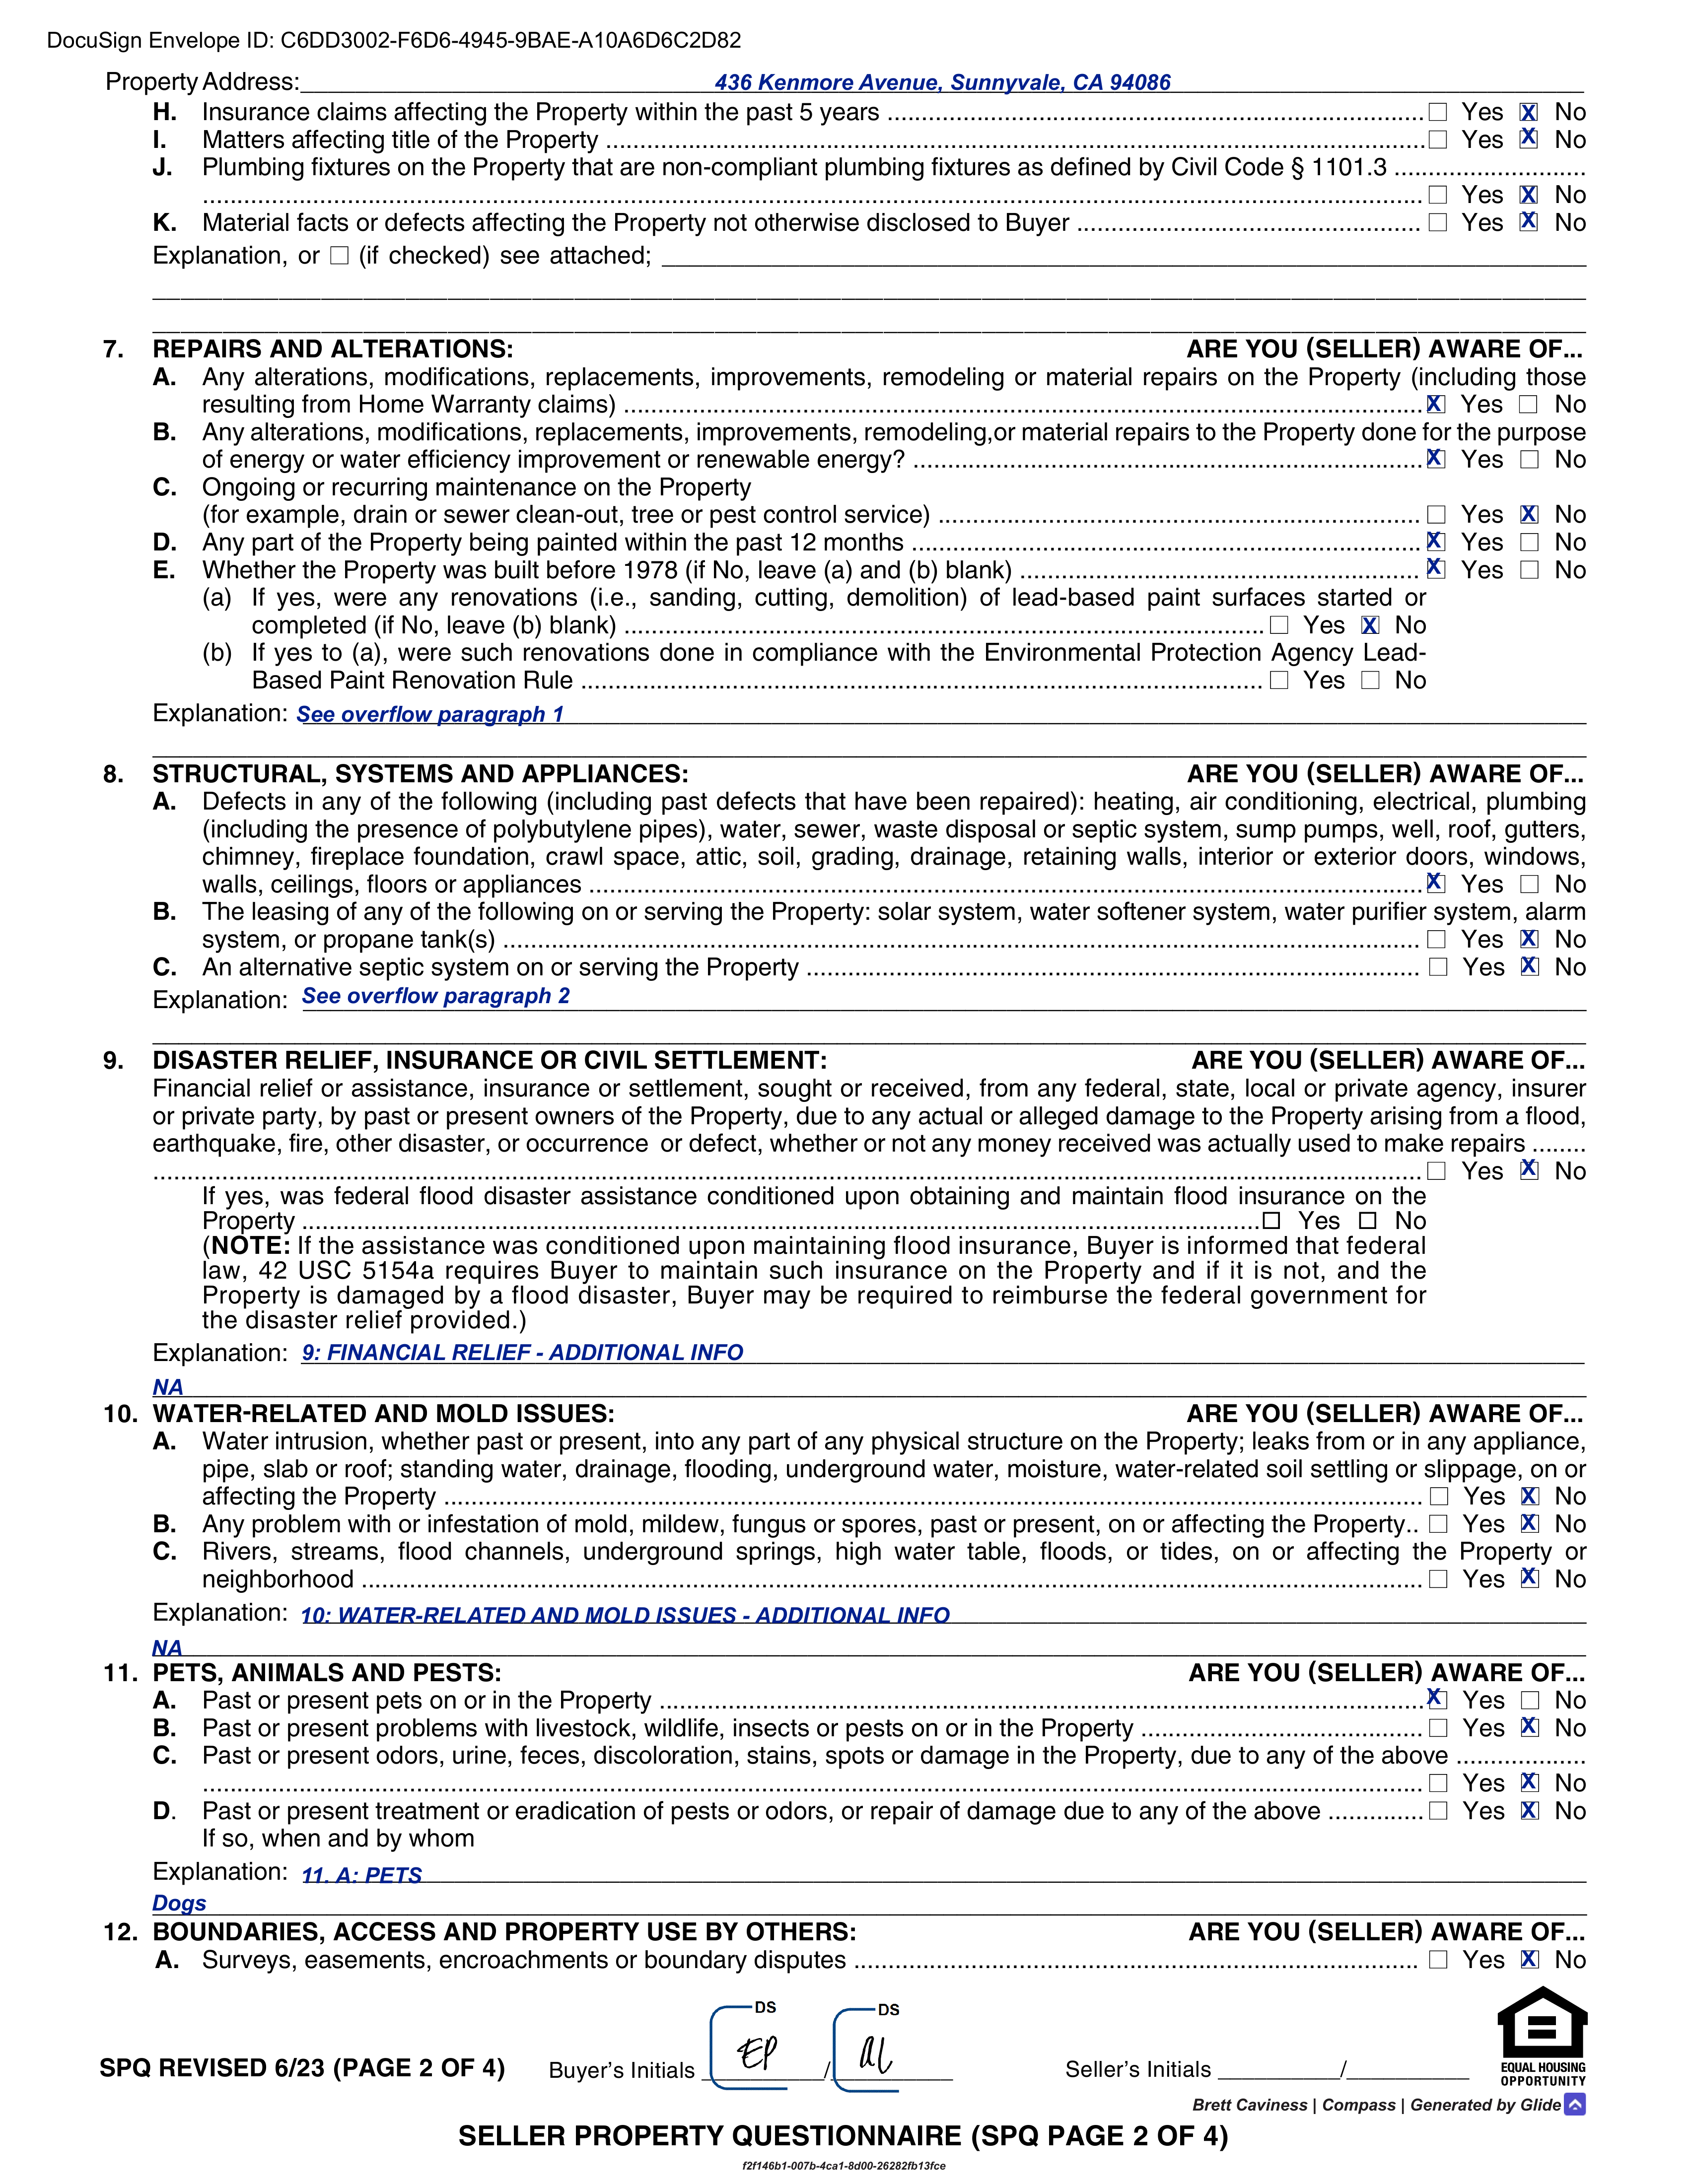 DocuSign Envelope ID: C6DD3002-F6D6-4945-9BAE-A10A6D6C2D82
Property Address: 436 Kenmore Avenue, Sunnyvale, CA 94086
H. Insurance claims affecting the Property within the past 5 years ☐ Yes ☒ No
I. Matters affecting title of the Property ☐ Yes ☒ No
J. Plumbing fixtures on the Property that are non-compliant plumbing fixtures as defined by Civil Code § 1101.3
☐ Yes ☒ No
K. Material facts or defects affecting the Property not otherwise disclosed to Buyer ☐ Yes ☒ No
Explanation, or ☐ (if checked) see attached;
7. REPAIRS AND ALTERATIONS: ARE YOU (SELLER) AWARE OF...
A. Any alterations, modifications, replacements, improvements, remodeling or material repairs on the Property (including those
resulting from Home Warranty claims) ☒ Yes ☐ No
B. Any alterations, modifications, replacements, improvements, remodeling,or material repairs to the Property done for the purpose
of energy or water efficiency improvement or renewable energy? ☒ Yes ☐ No
C. Ongoing or recurring maintenance on the Property
(for example, drain or sewer clean-out, tree or pest control service) ☐ Yes ☒ No
D. Any part of the Property being painted within the past 12 months ☒ Yes ☐ No
E. Whether the Property was built before 1978 (if No, leave (a) and (b) blank) ☒ Yes ☐ No
(a) If yes, were any renovations (i.e., sanding, cutting, demolition) of lead-based paint surfaces started or
completed (if No, leave (b) blank) ☐ Yes ☒ No
(b) If yes to (a), were such renovations done in compliance with the Environmental Protection Agency Lead-
Based Paint Renovation Rule ☐ Yes ☐ No
Explanation: See overflow paragraph 1
8. STRUCTURAL, SYSTEMS AND APPLIANCES: ARE YOU (SELLER) AWARE OF...
A. Defects in any of the following (including past defects that have been repaired): heating, air conditioning, electrical, plumbing
(including the presence of polybutylene pipes), water, sewer, waste disposal or septic system, sump pumps, well, roof, gutters,
chimney, fireplace foundation, crawl space, attic, soil, grading, drainage, retaining walls, interior or exterior doors, windows,
walls, ceilings, floors or appliances ☒ Yes ☐ No
B. The leasing of any of the following on or serving the Property: solar system, water softener system, water purifier system, alarm
system, or propane tank(s) ☐ Yes ☒ No
C. An alternative septic system on or serving the Property ☐ Yes ☒ No
Explanation: See overflow paragraph 2
9. DISASTER RELIEF, INSURANCE OR CIVIL SETTLEMENT: ARE YOU (SELLER) AWARE OF...
Financial relief or assistance, insurance or settlement, sought or received, from any federal, state, local or private agency, insurer
or private party, by past or present owners of the Property, due to any actual or alleged damage to the Property arising from a flood,
earthquake, fire, other disaster, or occurrence or defect, whether or not any money received was actually used to make repairs
☐ Yes ☒ No
If yes, was federal flood disaster assistance conditioned upon obtaining and maintain flood insurance on the
Property ☐ Yes ☐ No
(NOTE: If the assistance was conditioned upon maintaining flood insurance, Buyer is informed that federal
law, 42 USC 5154a requires Buyer to maintain such insurance on the Property and if it is not, and the
Property is damaged by a flood disaster, Buyer may be required to reimburse the federal government for
the disaster relief provided.)
Explanation: 9: FINANCIAL RELIEF - ADDITIONAL INFO
NA
10. WATER-RELATED AND MOLD ISSUES: ARE YOU (SELLER) AWARE OF...
A. Water intrusion, whether past or present, into any part of any physical structure on the Property; leaks from or in any appliance,
pipe, slab or roof; standing water, drainage, flooding, underground water, moisture, water-related soil settling or slippage, on or
affecting the Property ☐ Yes ☒ No
B. Any problem with or infestation of mold, mildew, fungus or spores, past or present, on or affecting the Property.. ☐ Yes ☒ No
C. Rivers, streams, flood channels, underground springs, high water table, floods, or tides, on or affecting the Property or
neighborhood ☐ Yes ☒ No
Explanation: 10: WATER-RELATED AND MOLD ISSUES - ADDITIONAL INFO
NA
11. PETS, ANIMALS AND PESTS: ARE YOU (SELLER) AWARE OF...
A. Past or present pets on or in the Property ☒ Yes ☐ No
B. Past or present problems with livestock, wildlife, insects or pests on or in the Property ☐ Yes ☒ No
C. Past or present odors, urine, feces, discoloration, stains, spots or damage in the Property, due to any of the above
☐ Yes ☒ No
D. Past or present treatment or eradication of pests or odors, or repair of damage due to any of the above ☐ Yes ☒ No
If so, when and by whom
Explanation: 11. A: PETS
Dogs
12. BOUNDARIES, ACCESS AND PROPERTY USE BY OTHERS: ARE YOU (SELLER) AWARE OF...
A. Surveys, easements, encroachments or boundary disputes ☐ Yes ☒ No
DS DS
SPQ REVISED 6/23 (PAGE 2 OF 4) Buyer's Initials EP / AL Seller's Initials /
EQUAL HOUSING
OPPORTUNITY
Brett Caviness | Compass | Generated by Glide
SELLER PROPERTY QUESTIONNAIRE (SPQ PAGE 2 OF 4)
f2f146b1-007b-4ca1-8d00-26282fb13fce